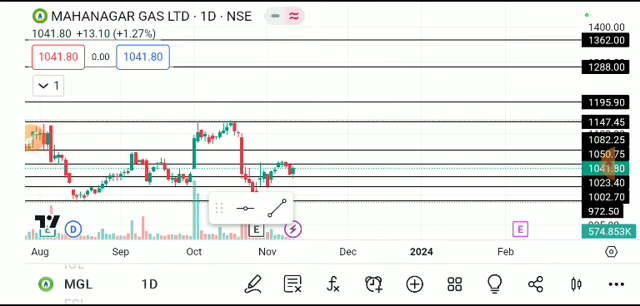 MAHANAGAR GAS LTD · 1D · NSE
1041.80 +13.10 (+1.27%)
1041.80 0.00 1041.80
1
1400.00
1362.00
1288.00
1195.90
1147.45
1082.25
1050.75
1041.80
1023.40
1002.70
972.50
574.853K
E D E E
Aug Sep Oct Nov Dec 2024 Feb
MGL 1D